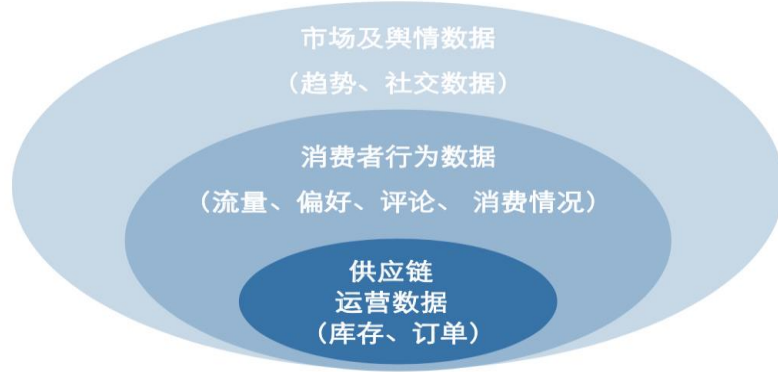 市场及舆情数据
（趋势、社交数据）
消费者行为数据
（流量、偏好、评论、 消费情况）
供应链
运营数据
（库存、订单）